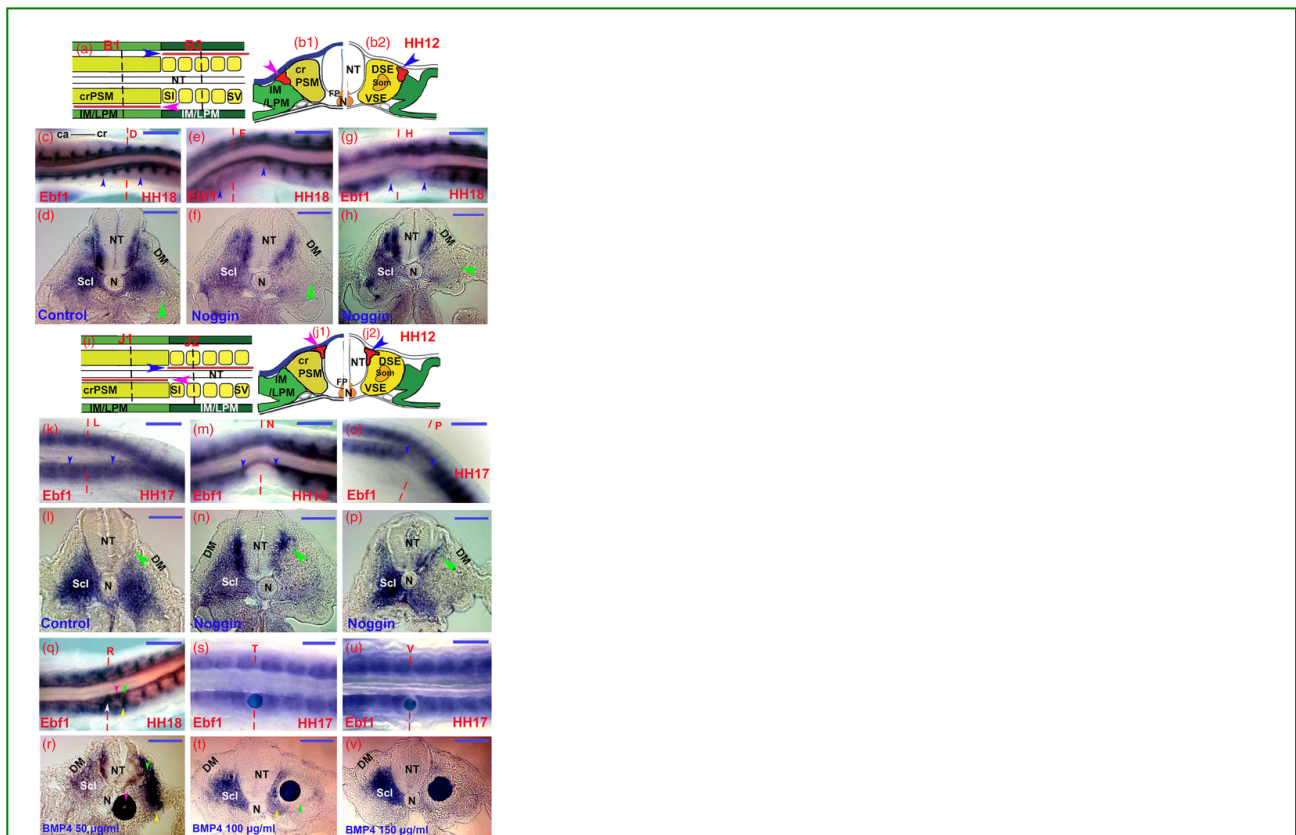 (a) B1 B2
NT
crPSM SI SV
IM/LPM IM/LPM
(b1) (b2) HH12
cr PSM NT DSE
Som
IM /LPM FP N VSE
(c) ca cr D
Ebf1 HH18
(e) F
Ebf1 HH18
(g) H
Ebf1 HH18
(d) NT DM
Scl N
Control
(f) NT DM
Scl N
Noggin
(h) NT DM
Scl N
Noggin
(i) J1 J2
NT
crPSM SI SV
IM/LPM IM/LPM
(j1) (j2) HH12
cr PSM NT DSE
Som
IM /LPM FP N VSE
(k) L
Ebf1 HH17
(m) N
Ebf1 HH18
(o) P
Ebf1 HH17
(l) NT DM
Scl N
Control
(n) DM NT
Scl N
Noggin
(p) NT DM
Scl N
Noggin
(q) R
Ebf1 HH18
(s) T
Ebf1 HH17
(u) V
Ebf1 HH17
(r) DM NT
Scl N
BMP4 50 µg/ml
(t) DM NT
Scl N
BMP4 100 µg/ml
(v) DM NT
Scl N
BMP4 150 µg/ml